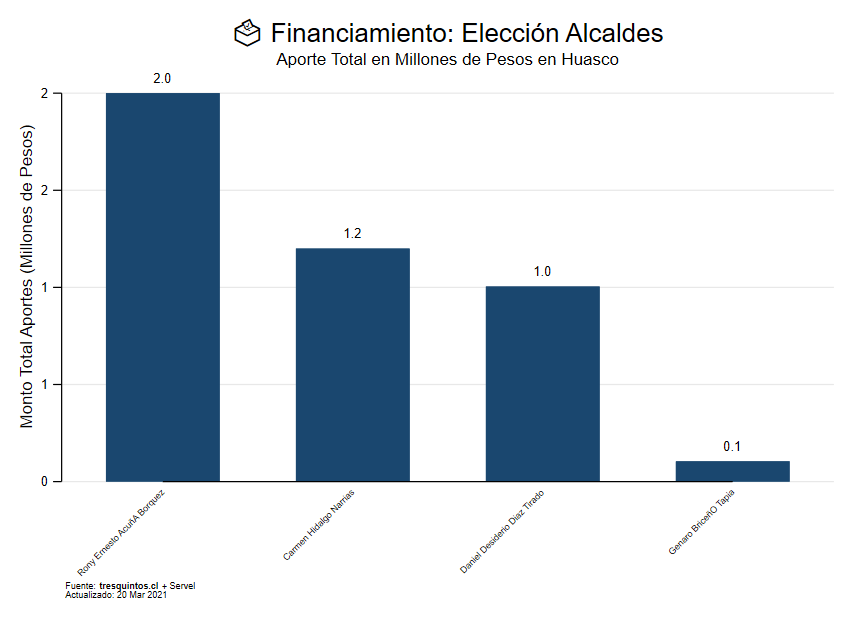 Financiamiento: Elección Alcaldes
Aporte Total en Millones de Pesos en Huasco
Monto Total Aportes (Millones de Pesos)
2
2
1
1
0
2.0
1.2
1.0
0.1
Rony Ernesto AcuñA Borquez
Carmen Hidalgo Narrias
Daniel Desiderio Diaz Tirado
Genaro BriceñO Tapia
Fuente: tresquintos.cl + Servel
Actualizado: 20 Mar 2021